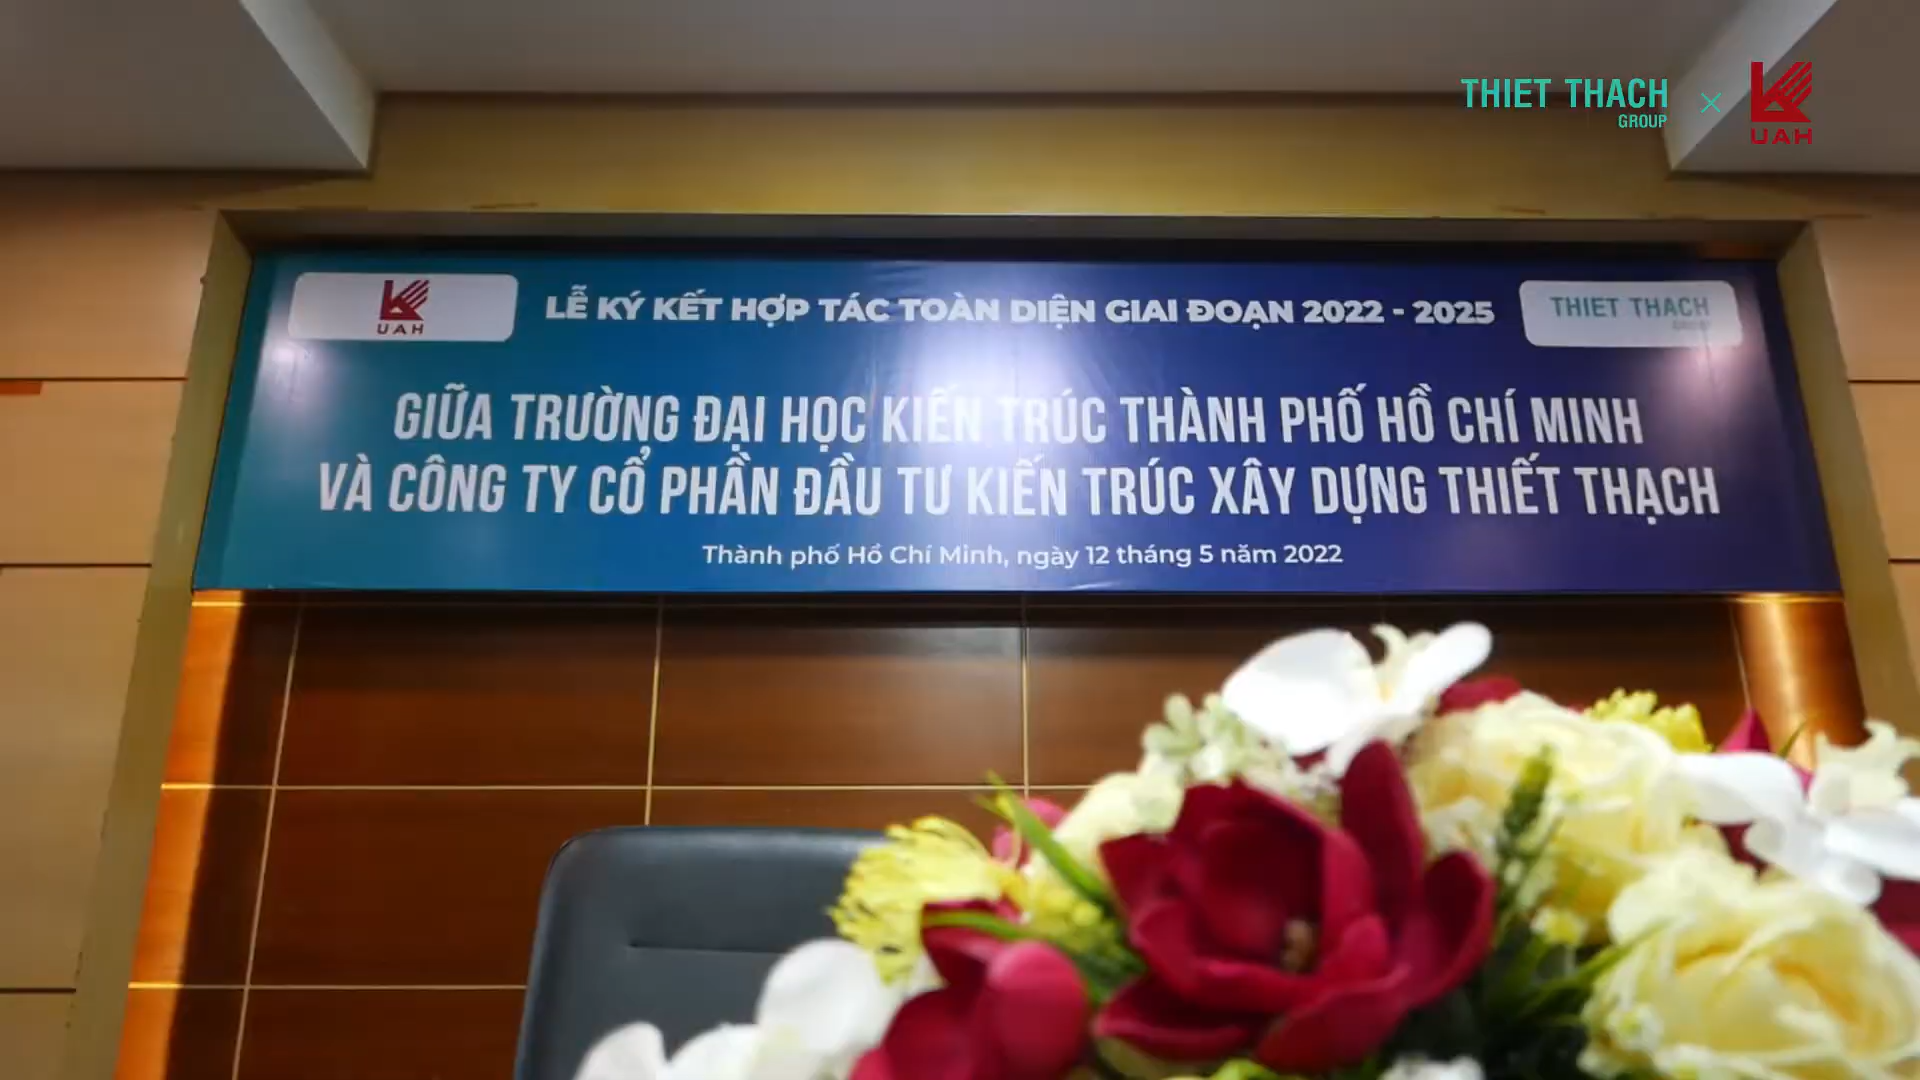 THIET THACH
GROUP
×
UAH
UAH
LỄ KÝ KẾT HỢP TÁC TOÀN DIỆN GIAI ĐOẠN 2022 - 2025
THIET THACH
GROUP
GIỮA TRƯỜNG ĐẠI HỌC KIẾN TRÚC THÀNH PHỐ HỒ CHÍ MINH
VÀ CÔNG TY CỔ PHẦN ĐẦU TƯ KIẾN TRÚC XÂY DỰNG THIẾT THẠCH
Thành phố Hồ Chí Minh, ngày 12 tháng 5 năm 2022